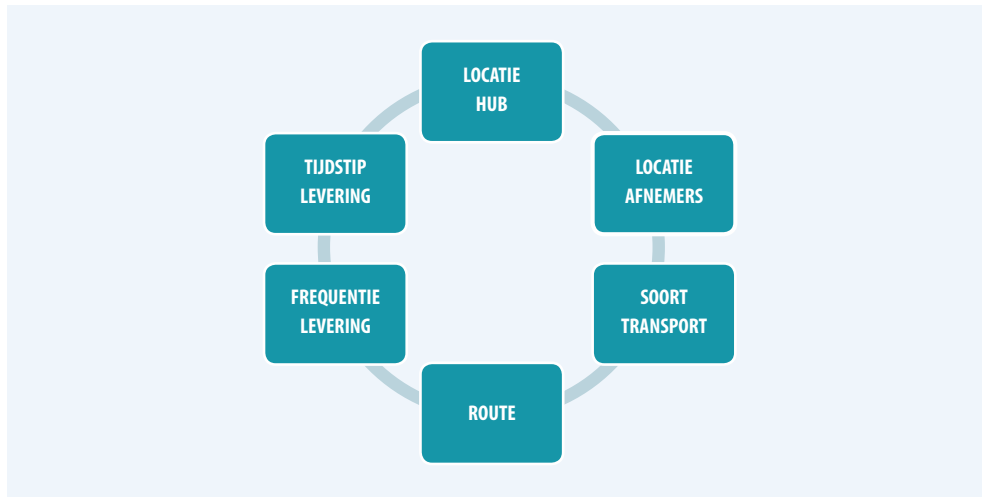 LOCATIE
HUB
TIJDSTIP
LEVERING
LOCATIE
AFNEMERS
FREQUENTIE
LEVERING
SOORT
TRANSPORT
ROUTE